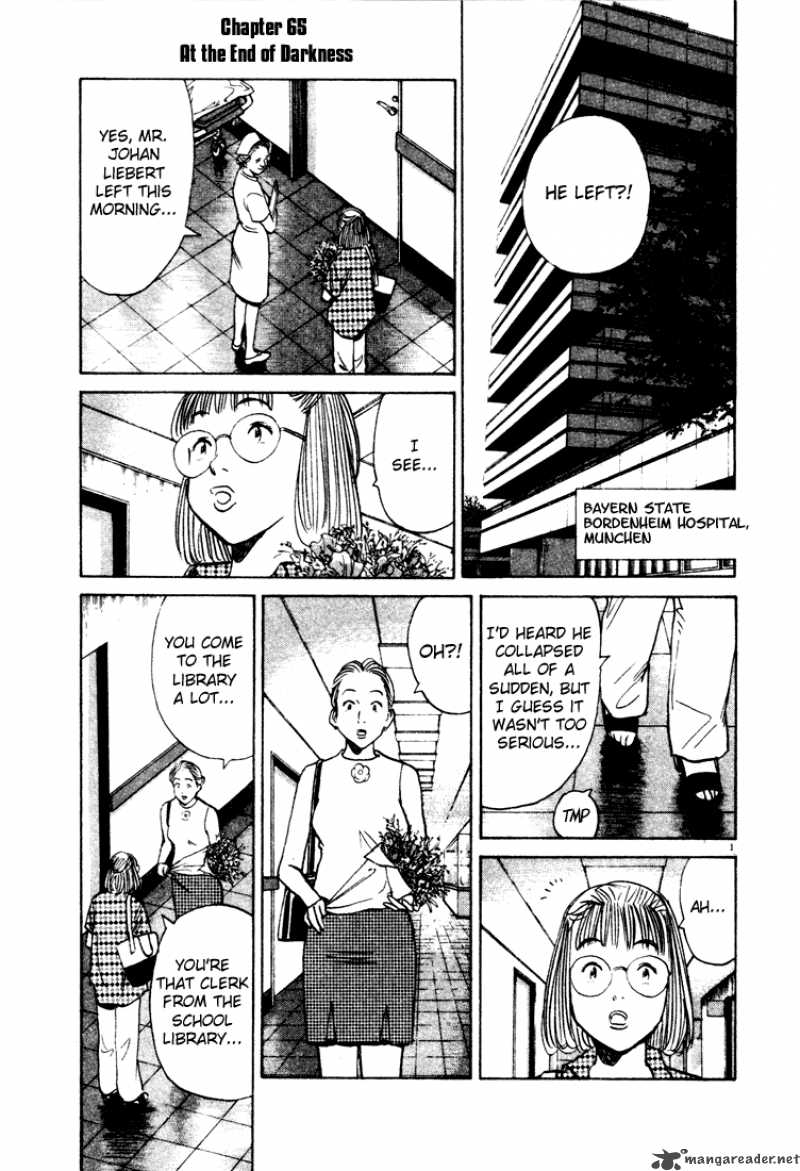 Chapter 65
At the End of Darkness
HE LEFT?!
BAYERN STATE
BORDENHEIM HOSPITAL,
MUNCHEN
YES, MR.
JOHAN
LIEBERT
LEFT THIS
MORNING...
I
SEE...
I'D HEARD HE
COLLAPSED
ALL OF A
SUDDEN, BUT
I GUESS IT
WASN'T TOO
SERIOUS...
TMP
1
AH...
OH?!
YOU COME
TO THE
LIBRARY
A LOT...
YOU'RE
THAT CLERK
FROM THE
SCHOOL
LIBRARY...
mangareader.net